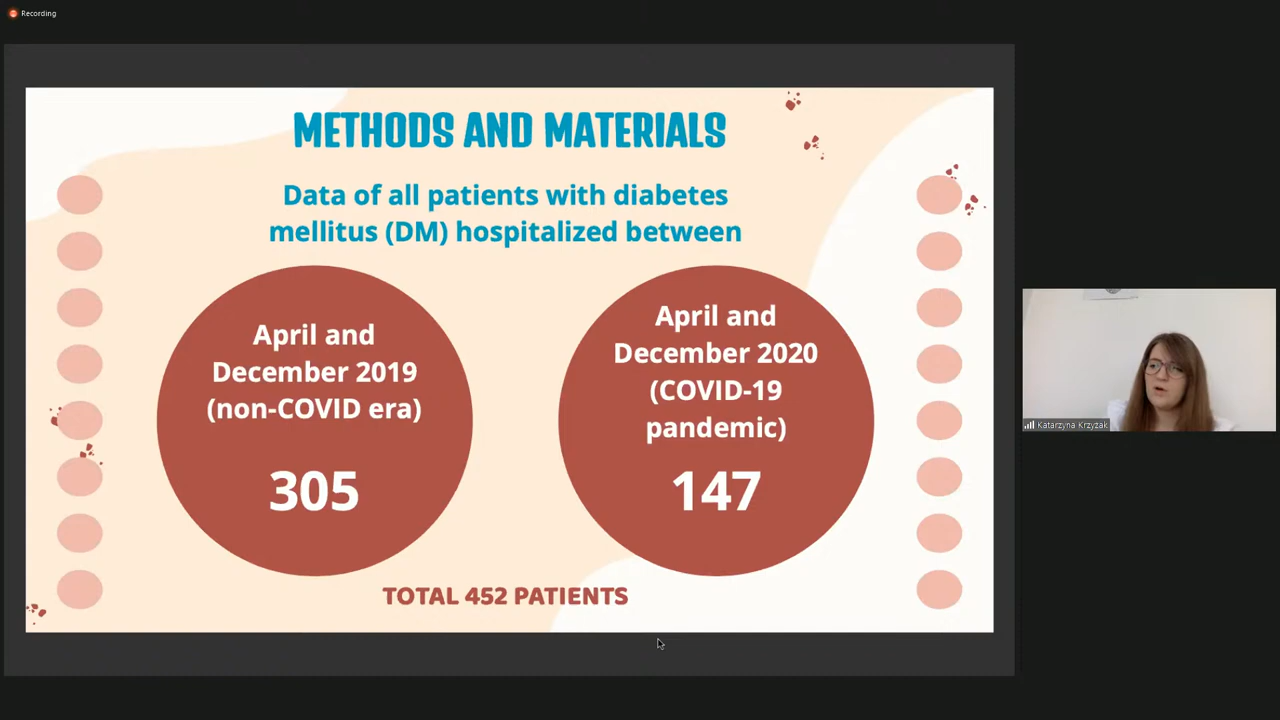 Recording
METHODS AND MATERIALS
Data of all patients with diabetes
mellitus (DM) hospitalized between
April and
December 2019
(non-COVID era)
305
April and
December 2020
(COVID-19
pandemic)
147
TOTAL 452 PATIENTS
Katarzyna Krzyżak